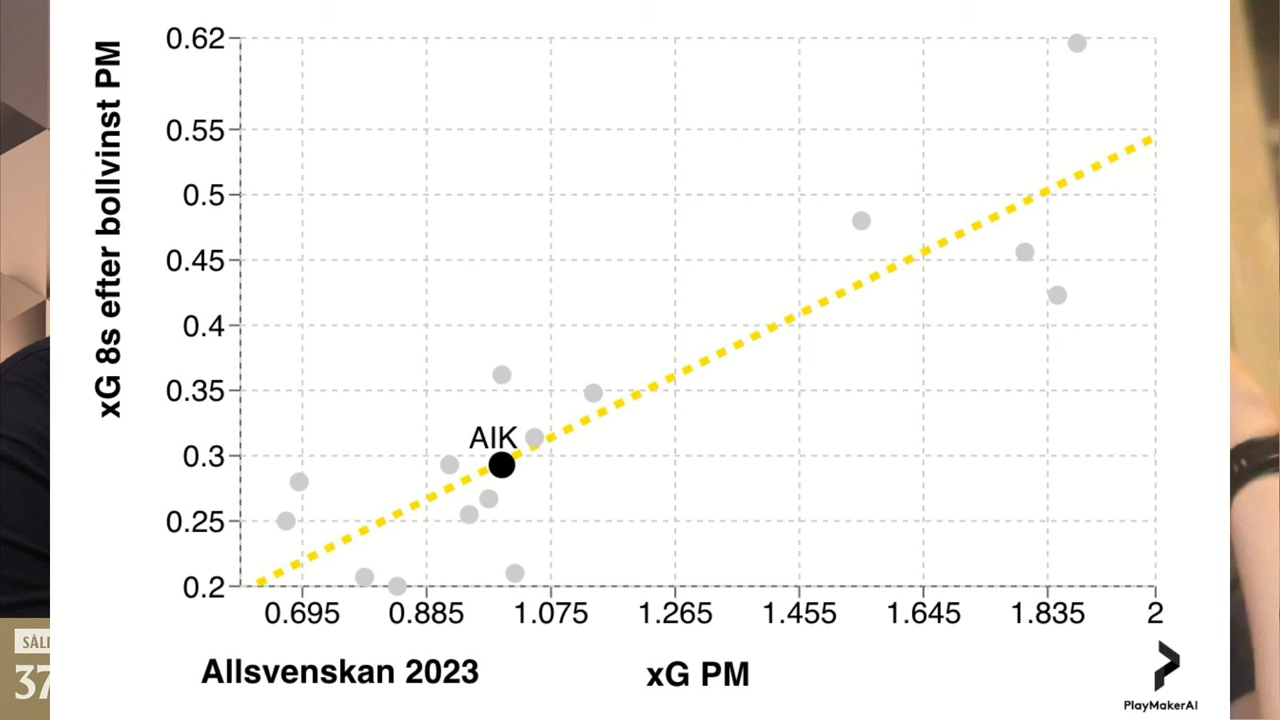 xG 8s efter bollvinst PM
0.62
0.55
0.5
0.45
0.4
0.35
0.3
0.25
0.2
AIK
0.695 0.885 1.075 1.265 1.455 1.645 1.835 2
Allsvenskan 2023
xG PM
PlayMakerAI
37